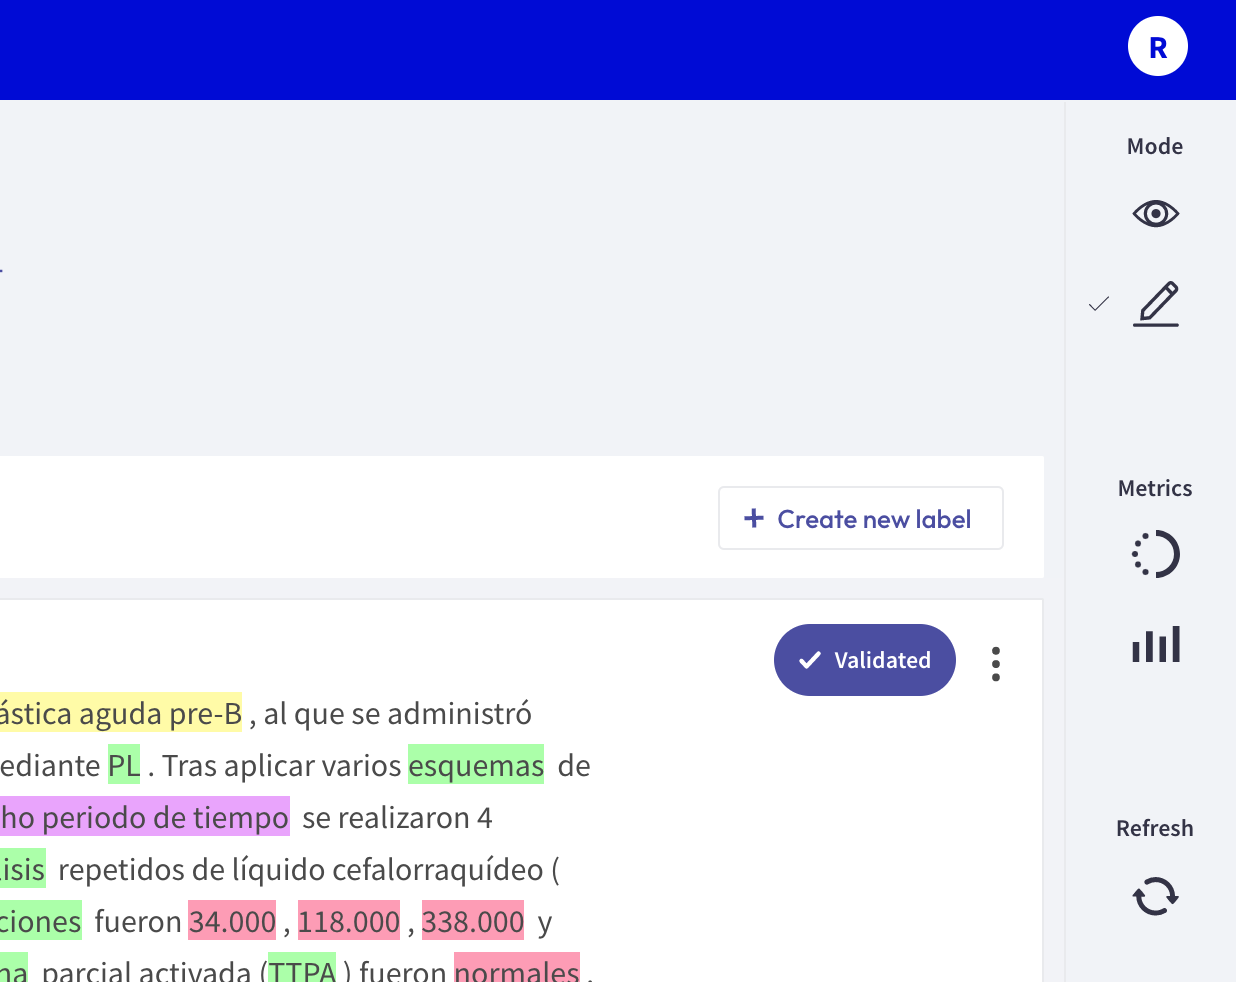 R
Mode
Metrics
+ Create new label
Validated
ástica aguda pre-B , al que se administró
ediante PL . Tras aplicar varios esquemas de
ho periodo de tiempo se realizaron 4
Refresh
isis repetidos de líquido cefalorraquídeo (
ciones fueron 34.000 , 118.000 , 338.000 y
na parcial activada (TTPA ) fueron normales .